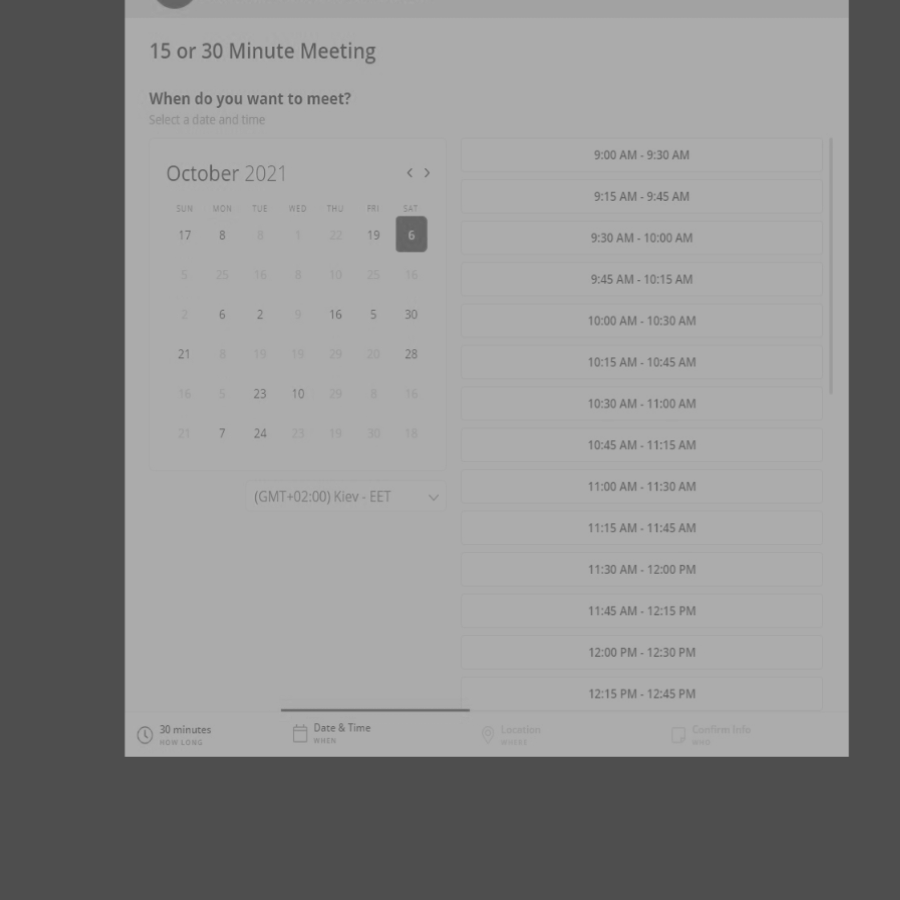 15 or 30 Minute Meeting
When do you want to meet?
Select a date and time
October 2021
SUN MON TUE WED THU FRI SAT
17 8 8 1 22 19 6
5 25 16 8 10 25 16
2 6 2 9 16 5 30
21 8 19 19 29 20 28
16 5 23 10 29 8 16
21 7 24 23 19 30 18
(GMT+02:00) Kiev - EET
9:00 AM - 9:30 AM
9:15 AM - 9:45 AM
9:30 AM - 10:00 AM
9:45 AM - 10:15 AM
10:00 AM - 10:30 AM
10:15 AM - 10:45 AM
10:30 AM - 11:00 AM
10:45 AM - 11:15 AM
11:00 AM - 11:30 AM
11:15 AM - 11:45 AM
11:30 AM - 12:00 PM
11:45 AM - 12:15 PM
12:00 PM - 12:30 PM
12:15 PM - 12:45 PM
30 minutes
HOW LONG
Date & Time
WHEN
Location
WHERE
Confirm Info
WHO